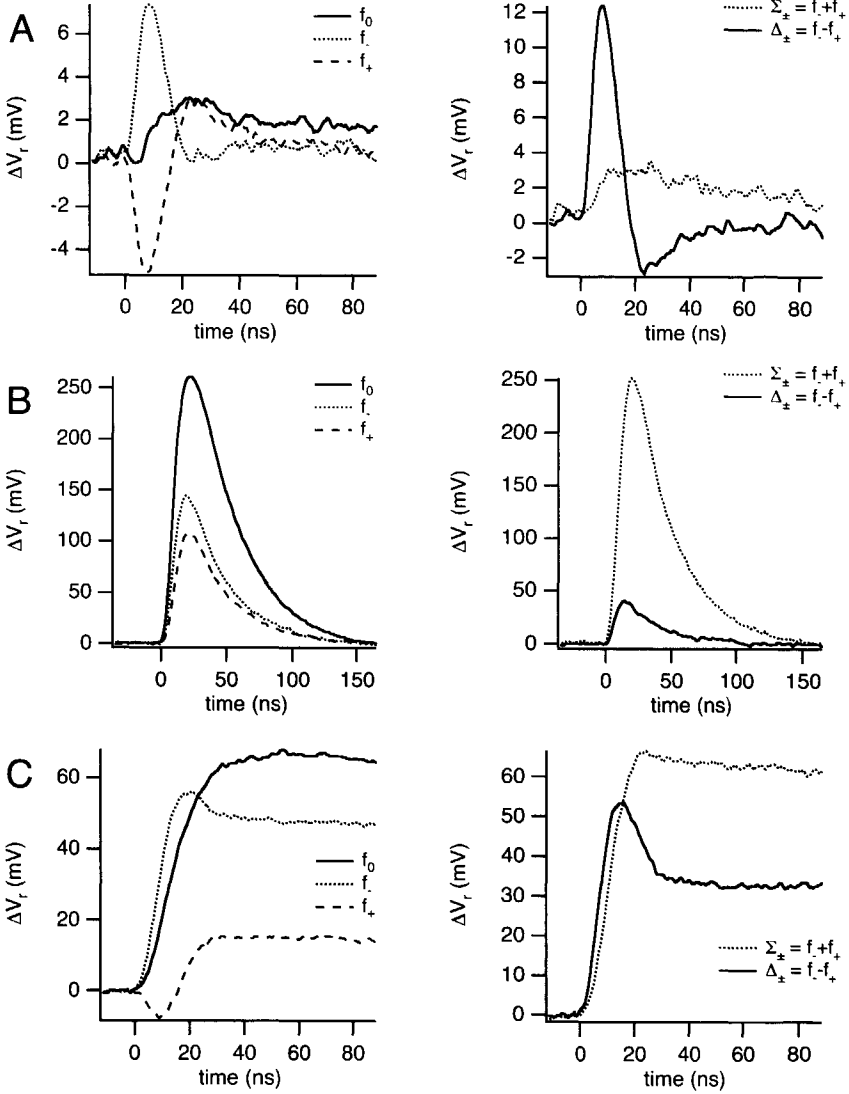 A
f₀
f₋
f₊
6
4
2
0
-2
-4
ΔVᵣ (mV)
0 20 40 60 80
time (ns)
Σ± = f₋+f₊
Δ± = f₋-f₊
12
10
8
6
4
2
0
-2
ΔVᵣ (mV)
0 20 40 60 80
time (ns)
B
f₀
f₋
f₊
250
200
150
100
50
0
ΔVᵣ (mV)
0 50 100 150
time (ns)
Σ± = f₋+f₊
Δ± = f₋-f₊
250
200
150
100
50
0
ΔVᵣ (mV)
0 50 100 150
time (ns)
C
60
40
20
0
ΔVᵣ (mV)
f₀
f₋
f₊
0 20 40 60 80
time (ns)
60
50
40
30
20
10
0
ΔVᵣ (mV)
Σ± = f₋+f₊
Δ± = f₋-f₊
0 20 40 60 80
time (ns)